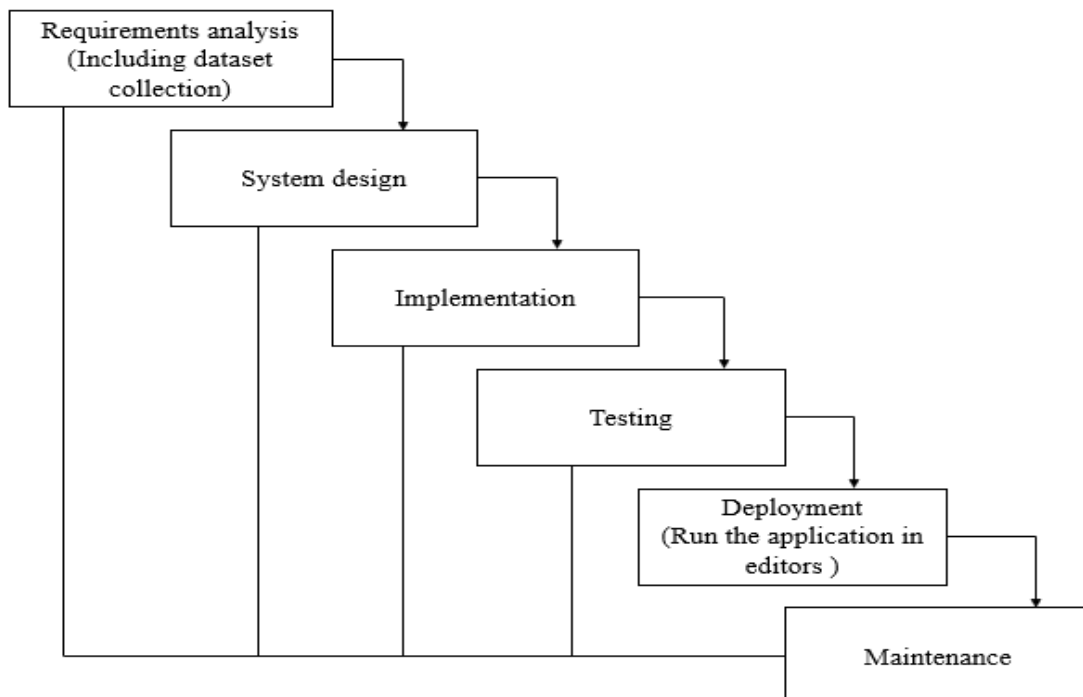 Requirements analysis
(Including dataset
collection)
System design
Implementation
Testing
Deployment
(Run the application in
editors )
Maintenance